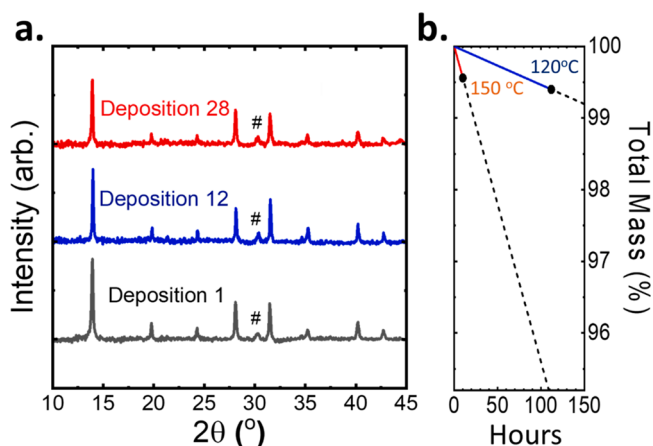 a.
Intensity (arb.)
Deposition 28
#
Deposition 12
#
Deposition 1
#
10 15 20 25 30 35 40 45
2θ (°)
b.
120°C
150 °C
100
99
98
97
96
Total Mass (%)
0 50 100 150
Hours